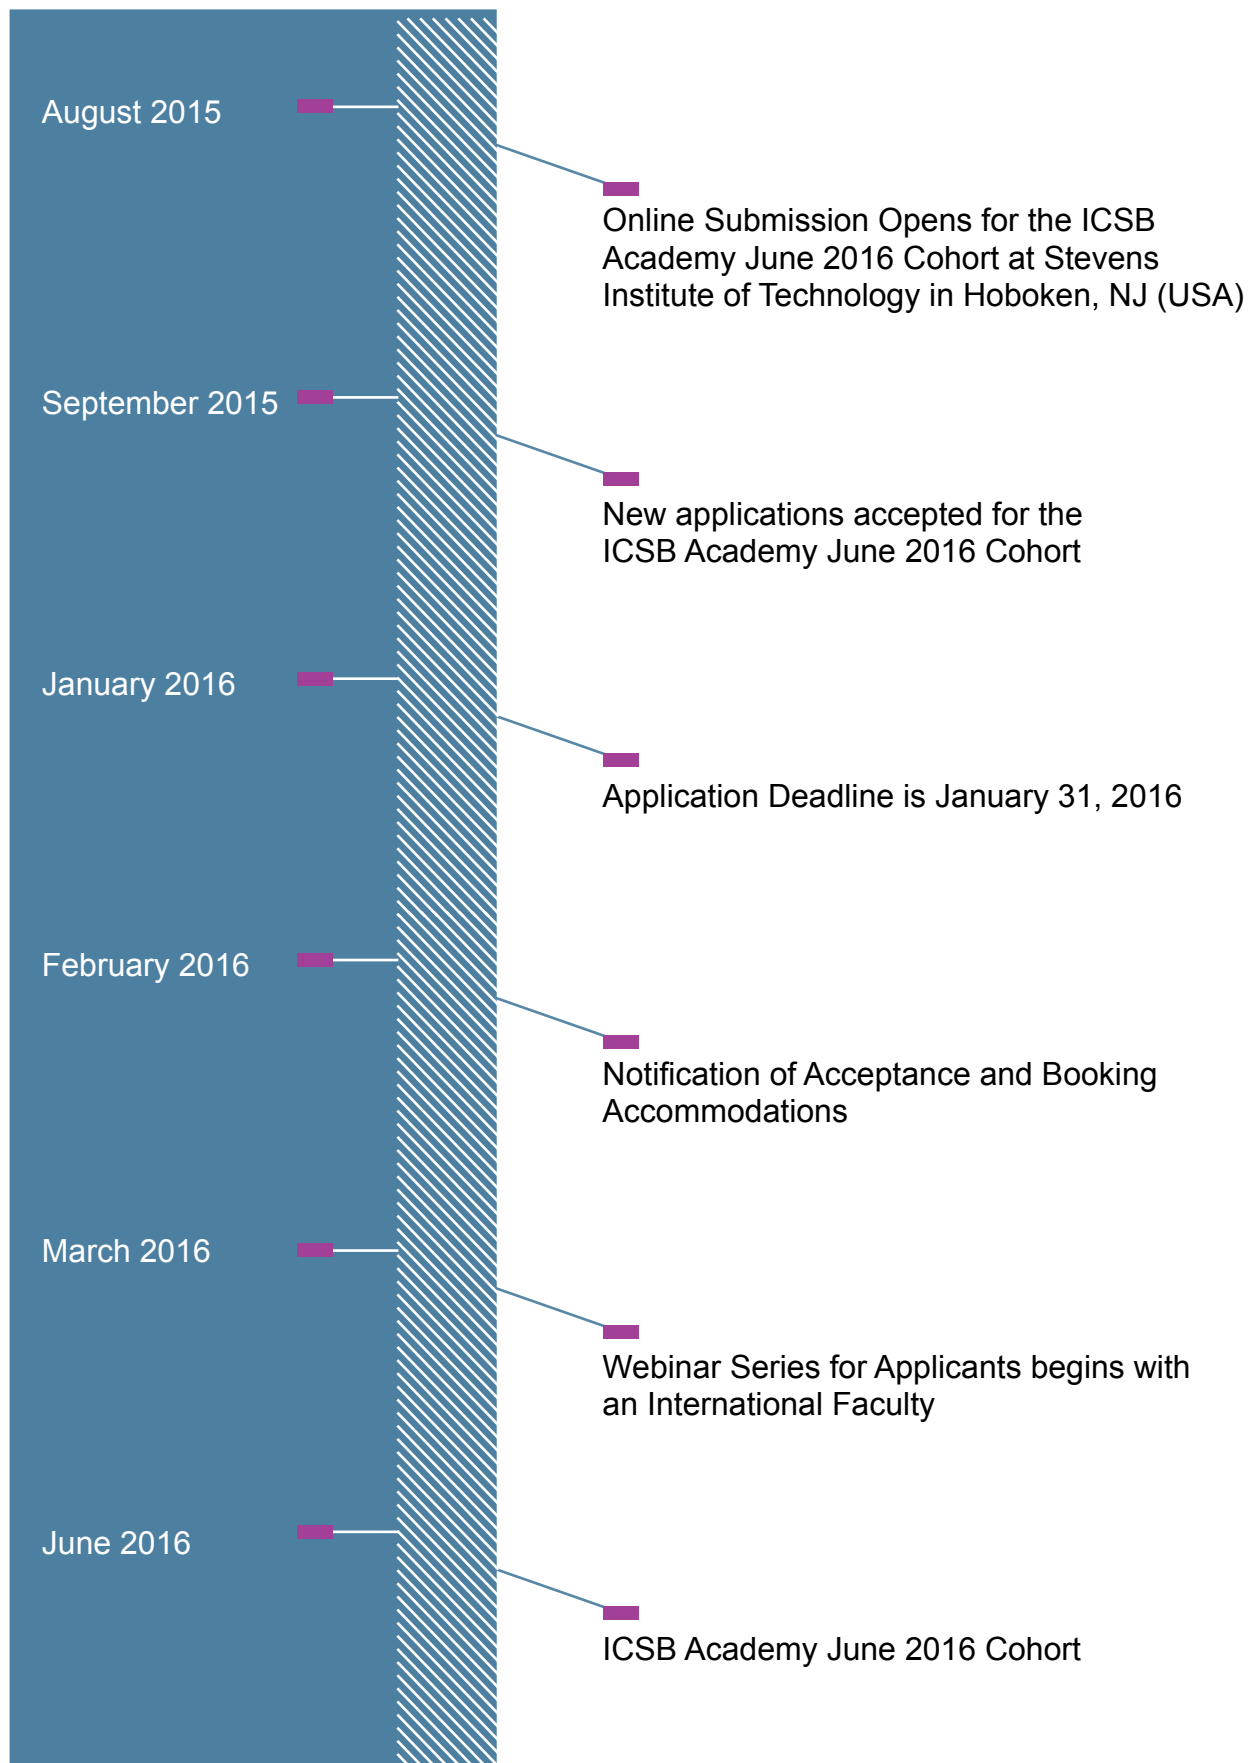 August 2015
Online Submission Opens for the ICSB
Academy June 2016 Cohort at Stevens
Institute of Technology in Hoboken, NJ (USA)
September 2015
New applications accepted for the
ICSB Academy June 2016 Cohort
January 2016
Application Deadline is January 31, 2016
February 2016
Notification of Acceptance and Booking
Accommodations
March 2016
Webinar Series for Applicants begins with
an International Faculty
June 2016
ICSB Academy June 2016 Cohort